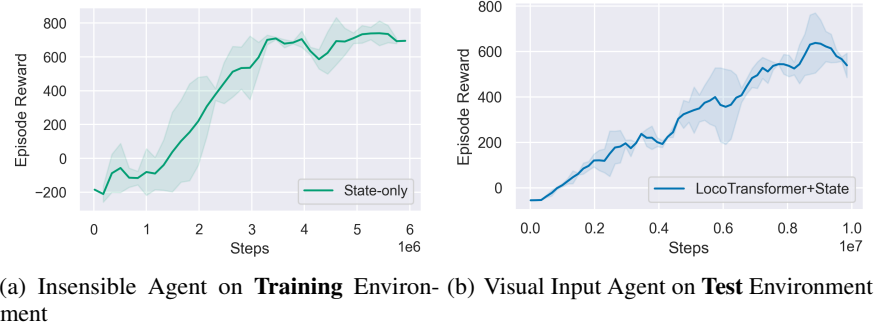 800
600
400
200
0
−200
Episode Reward
State-only
0 1 2 3 4 5 6
Steps
1e6
800
600
400
200
0
Episode Reward
LocoTransformer+State
0.0 0.2 0.4 0.6 0.8 1.0
Steps
1e7
(a) Insensible Agent on Training Environ-
ment
(b) Visual Input Agent on Test Environment